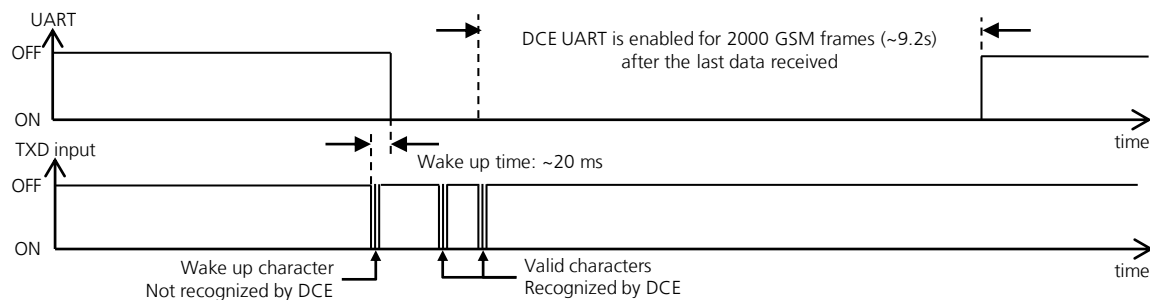 UART
OFF
DCE UART is enabled for 2000 GSM frames (~9.2s)
after the last data received
ON
time
TXD input
Wake up time: ~20 ms
OFF
ON
time
Wake up character
Not recognized by DCE
Valid characters
Recognized by DCE